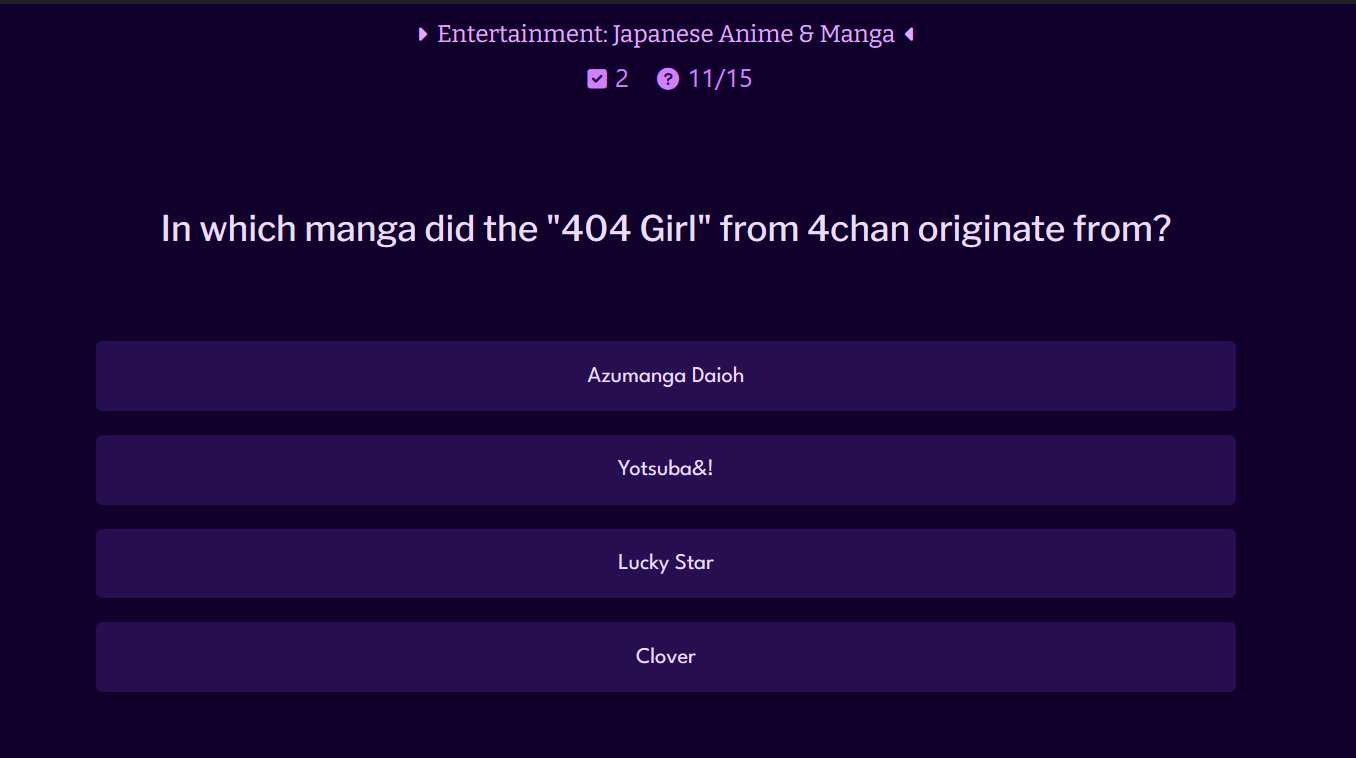 Entertainment: Japanese Anime & Manga
2 11/15
In which manga did the "404 Girl" from 4chan originate from?
Azumanga Daioh
Yotsuba&!
Lucky Star
Clover